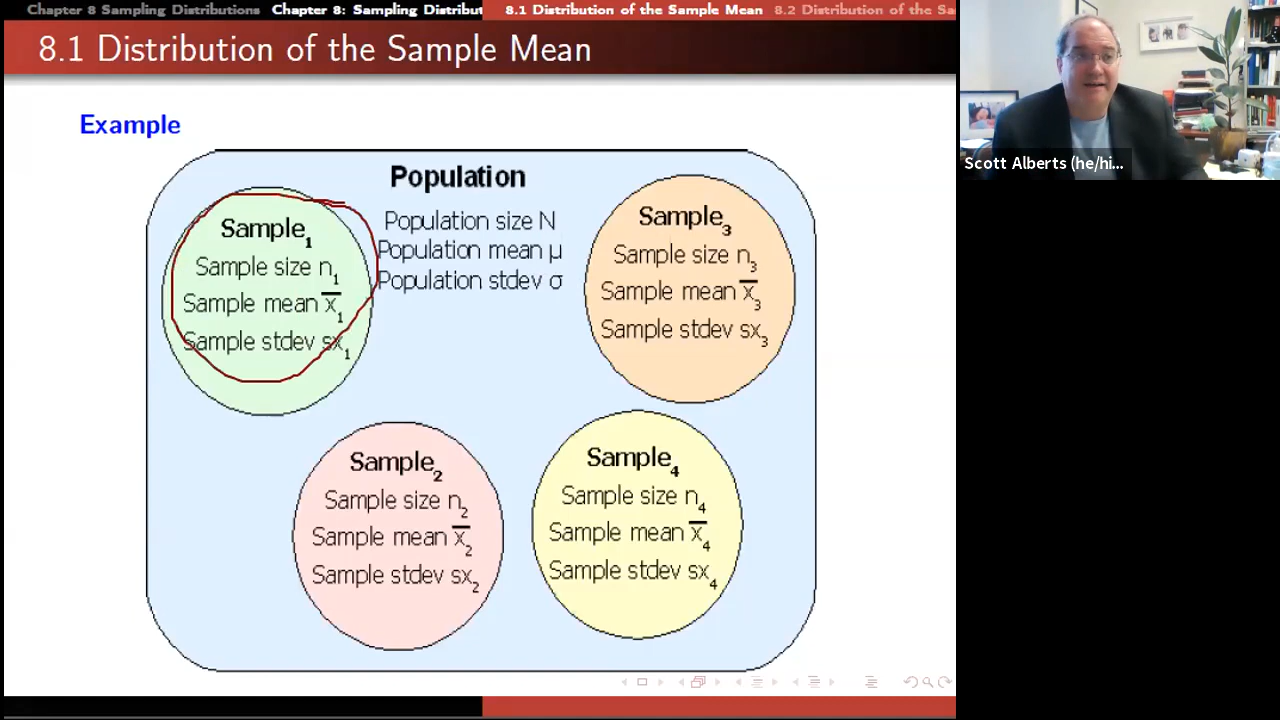 Chapter 8 Sampling Distributions Chapter 8: Sampling Distribut 8.1 Distribution of the Sample Mean 8.2 Distribution of the Sa
8.1 Distribution of the Sample Mean
Example
Population
Population size N
Population mean µ
Population stdev σ
Sample₁
Sample size n₁
Sample mean x̅₁
Sample stdev sx₁
Sample₃
Sample size n₃
Sample mean x̅₃
Sample stdev sx₃
Sample₂
Sample size n₂
Sample mean x̅₂
Sample stdev sx₂
Sample₄
Sample size n₄
Sample mean x̅₄
Sample stdev sx₄
Scott Alberts (he/hi...